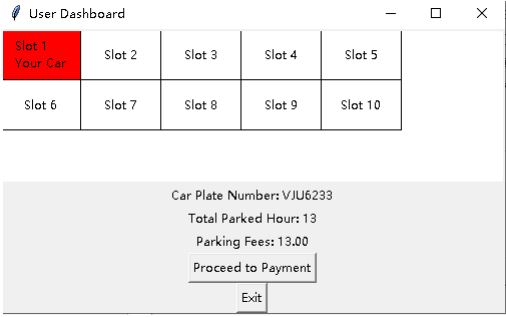 User Dashboard
Slot 1
Your Car
Slot 2
Slot 3
Slot 4
Slot 5
Slot 6
Slot 7
Slot 8
Slot 9
Slot 10
Car Plate Number: VJU6233
Total Parked Hour: 13
Parking Fees: 13.00
Proceed to Payment
Exit